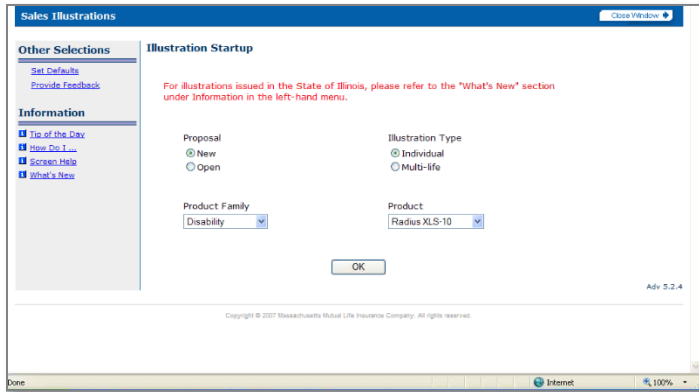 Sales Illustrations
Close Window
Other Selections
Set Defaults
Provide Feedback
Information
Tip of the Day
How Do I ...
Screen Help
What's New
Illustration Startup
For illustrations issued in the State of Illinois, please refer to the "What's New" section
under Information in the left-hand menu.
Proposal
New
Open
Illustration Type
Individual
Multi-life
Product Family
Disability
Product
Radius XLS-10
OK
Adv 5.2.4
Copyright © 2007 Massachusetts Mutual Life Insurance Company. All rights reserved.
Done
Internet
100%